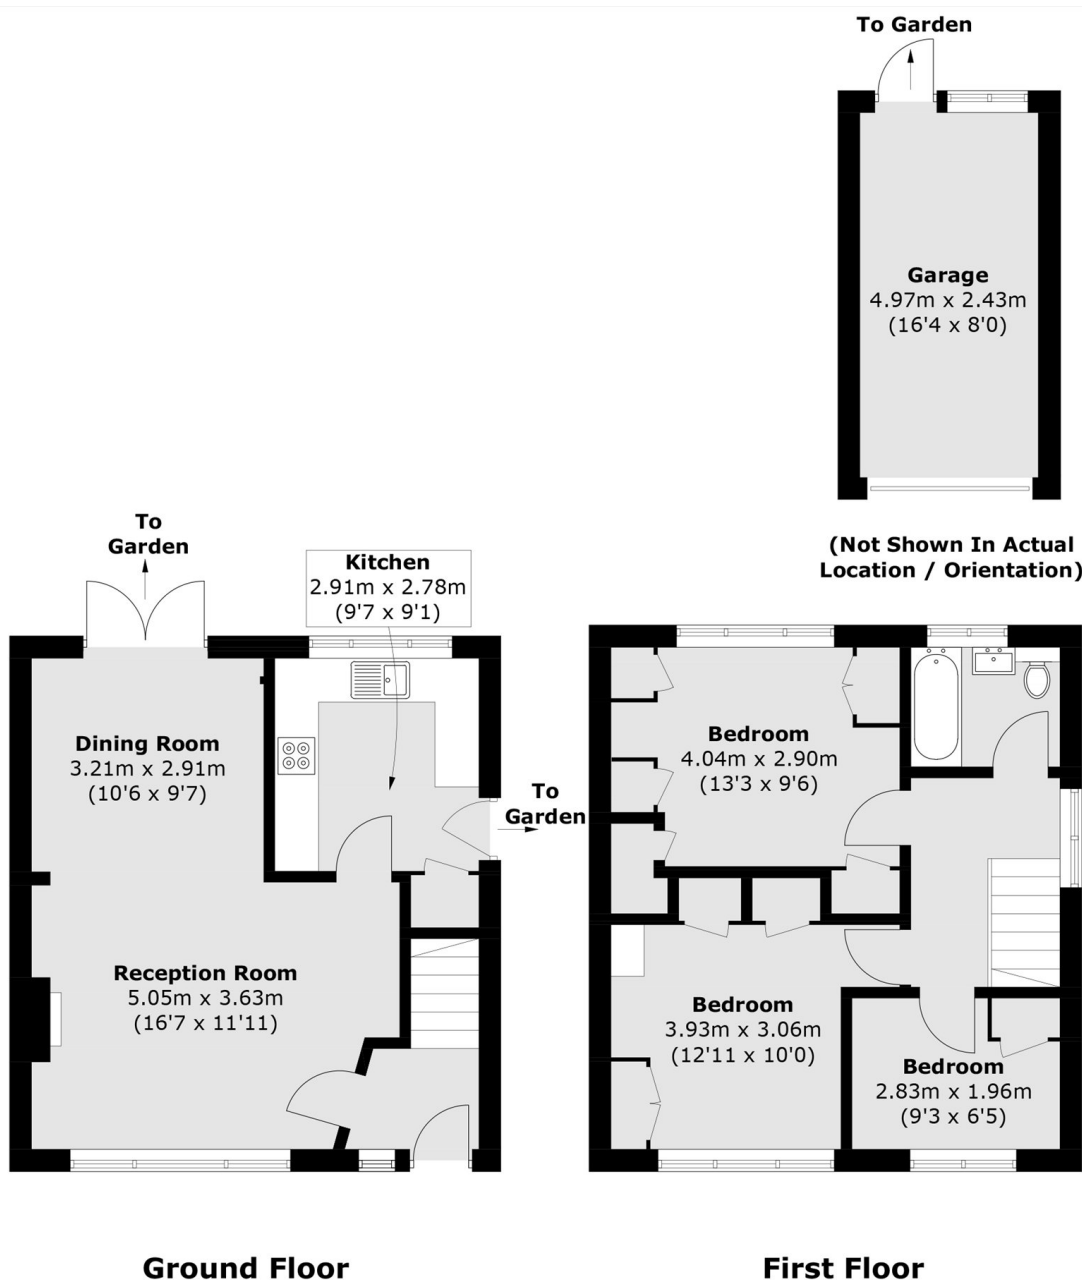 To Garden
Garage
4.97m x 2.43m
(16'4 x 8'0)
(Not Shown In Actual
Location / Orientation)
To
Garden
Kitchen
2.91m x 2.78m
(9'7 x 9'1)
Dining Room
3.21m x 2.91m
(10'6 x 9'7)
To
Garden
Reception Room
5.05m x 3.63m
(16'7 x 11'11)
Bedroom
4.04m x 2.90m
(13'3 x 9'6)
Bedroom
3.93m x 3.06m
(12'11 x 10'0)
Bedroom
2.83m x 1.96m
(9'3 x 6'5)
Ground Floor
First Floor